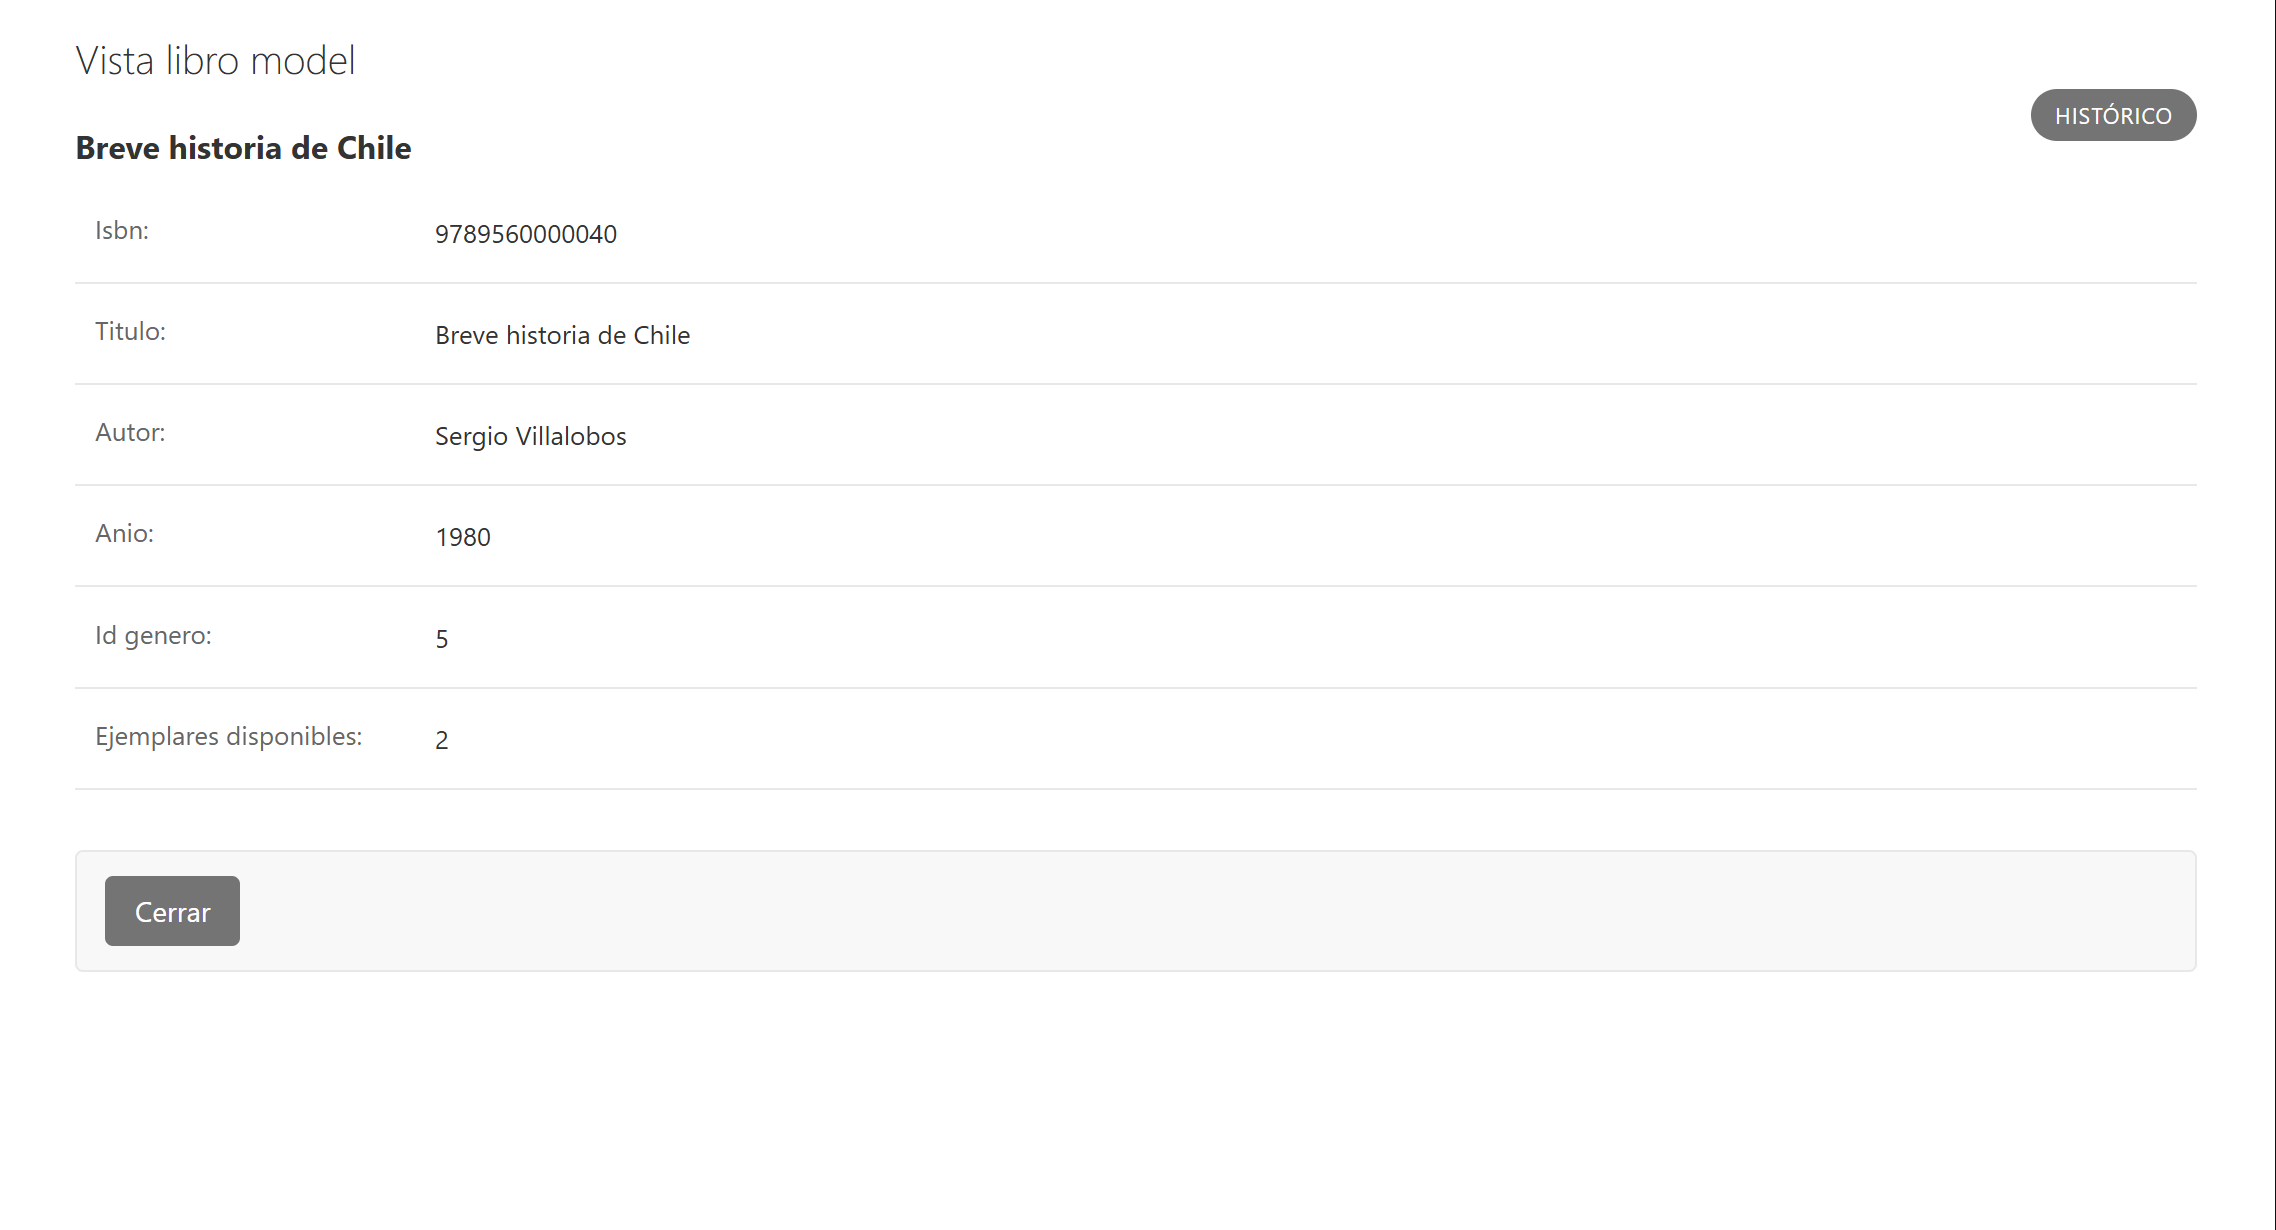 Vista libro model
HISTÓRICO
Breve historia de Chile
Isbn: 9789560000040
Titulo: Breve historia de Chile
Autor: Sergio Villalobos
Anio: 1980
Id genero: 5
Ejemplares disponibles: 2
Cerrar